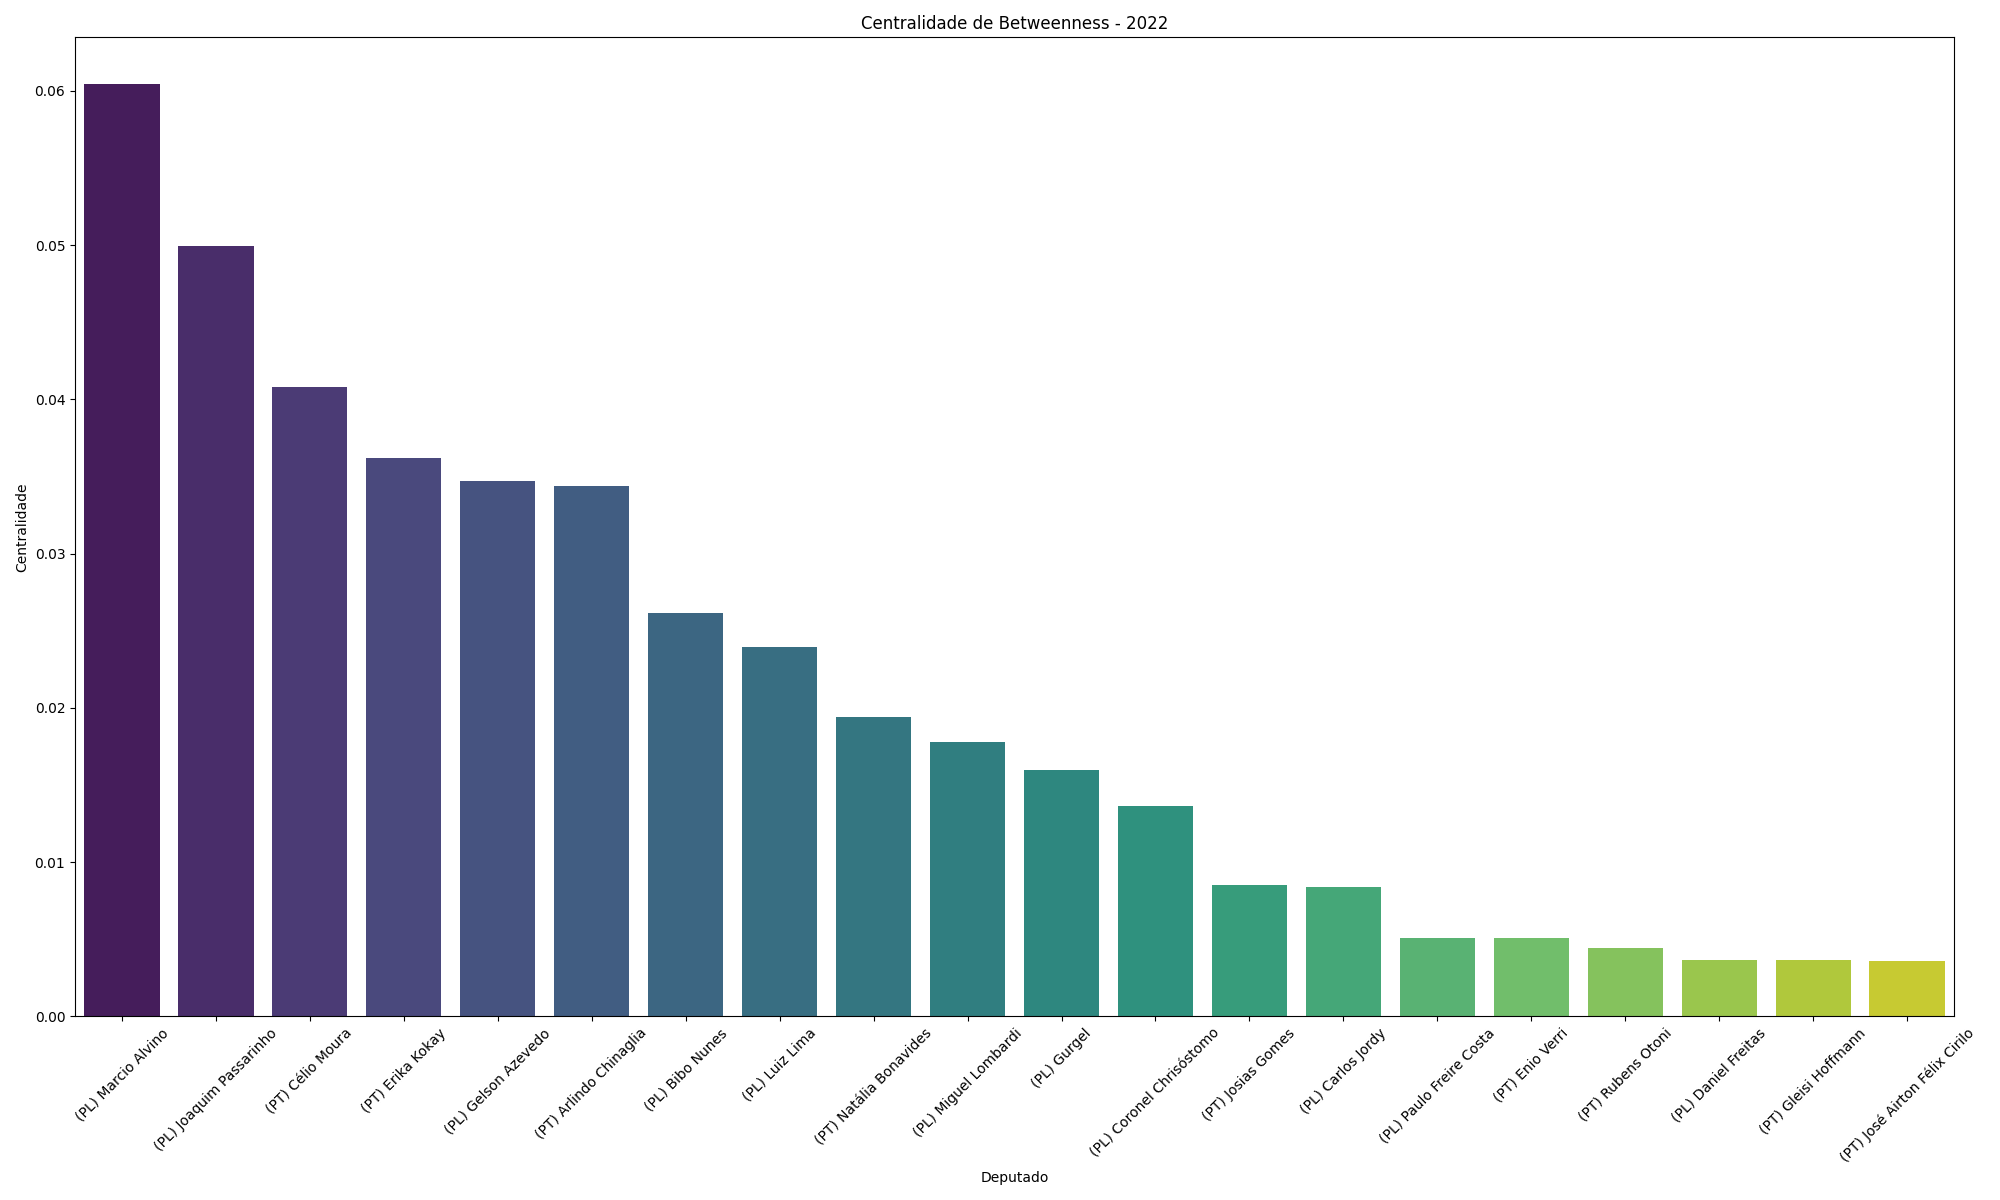 Centralidade de Betweenness - 2022
Centralidade
0.06
0.05
0.04
0.03
0.02
0.01
0.00
(PL) Marcio Alvino
(PL) Joaquim Passarinho
(PT) Célio Moura
(PT) Erika Kokay
(PL) Gelson Azevedo
(PT) Arlindo Chinaglia
(PL) Bibo Nunes
(PL) Luiz Lima
(PT) Natália Bonavides
(PL) Miguel Lombardi
(PL) Gurgel
(PL) Coronel Chrisóstomo
(PT) Josias Gomes
(PL) Carlos Jordy
(PL) Paulo Freire Costa
(PT) Enio Verri
(PT) Rubens Otoni
(PL) Daniel Freitas
(PT) Gleisi Hoffmann
(PT) José Airton Félix Cirilo
Deputado